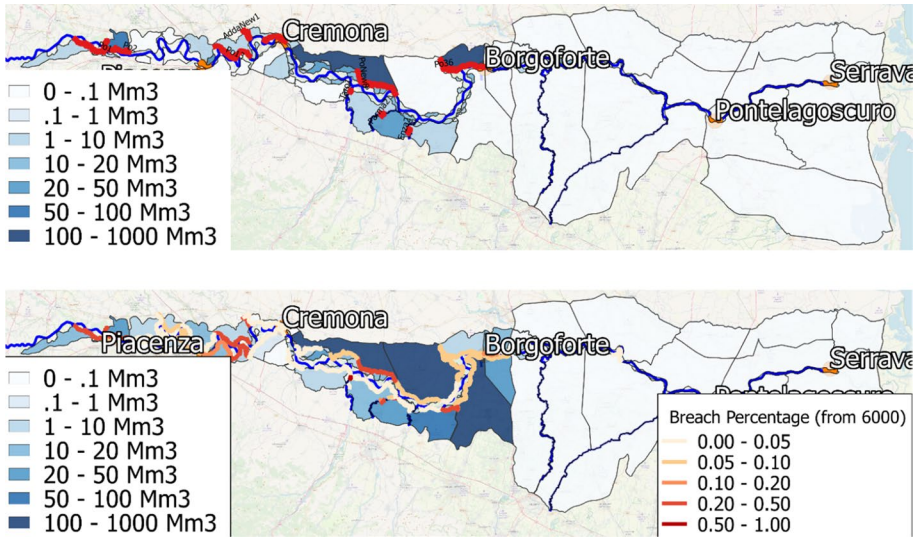 AddaNew1
Cremona
Po2
Po36
Borgoforte
Serrava
Pontelagoscuro
0 - .1 Mm3
.1 - 1 Mm3
1 - 10 Mm3
10 - 20 Mm3
20 - 50 Mm3
50 - 100 Mm3
100 - 1000 Mm3
Cremona
Piacenza
Borgoforte
Serrava
0 - .1 Mm3
.1 - 1 Mm3
1 - 10 Mm3
10 - 20 Mm3
20 - 50 Mm3
50 - 100 Mm3
100 - 1000 Mm3
Breach Percentage (from 6000)
0.00 - 0.05
0.05 - 0.10
0.10 - 0.20
0.20 - 0.50
0.50 - 1.00